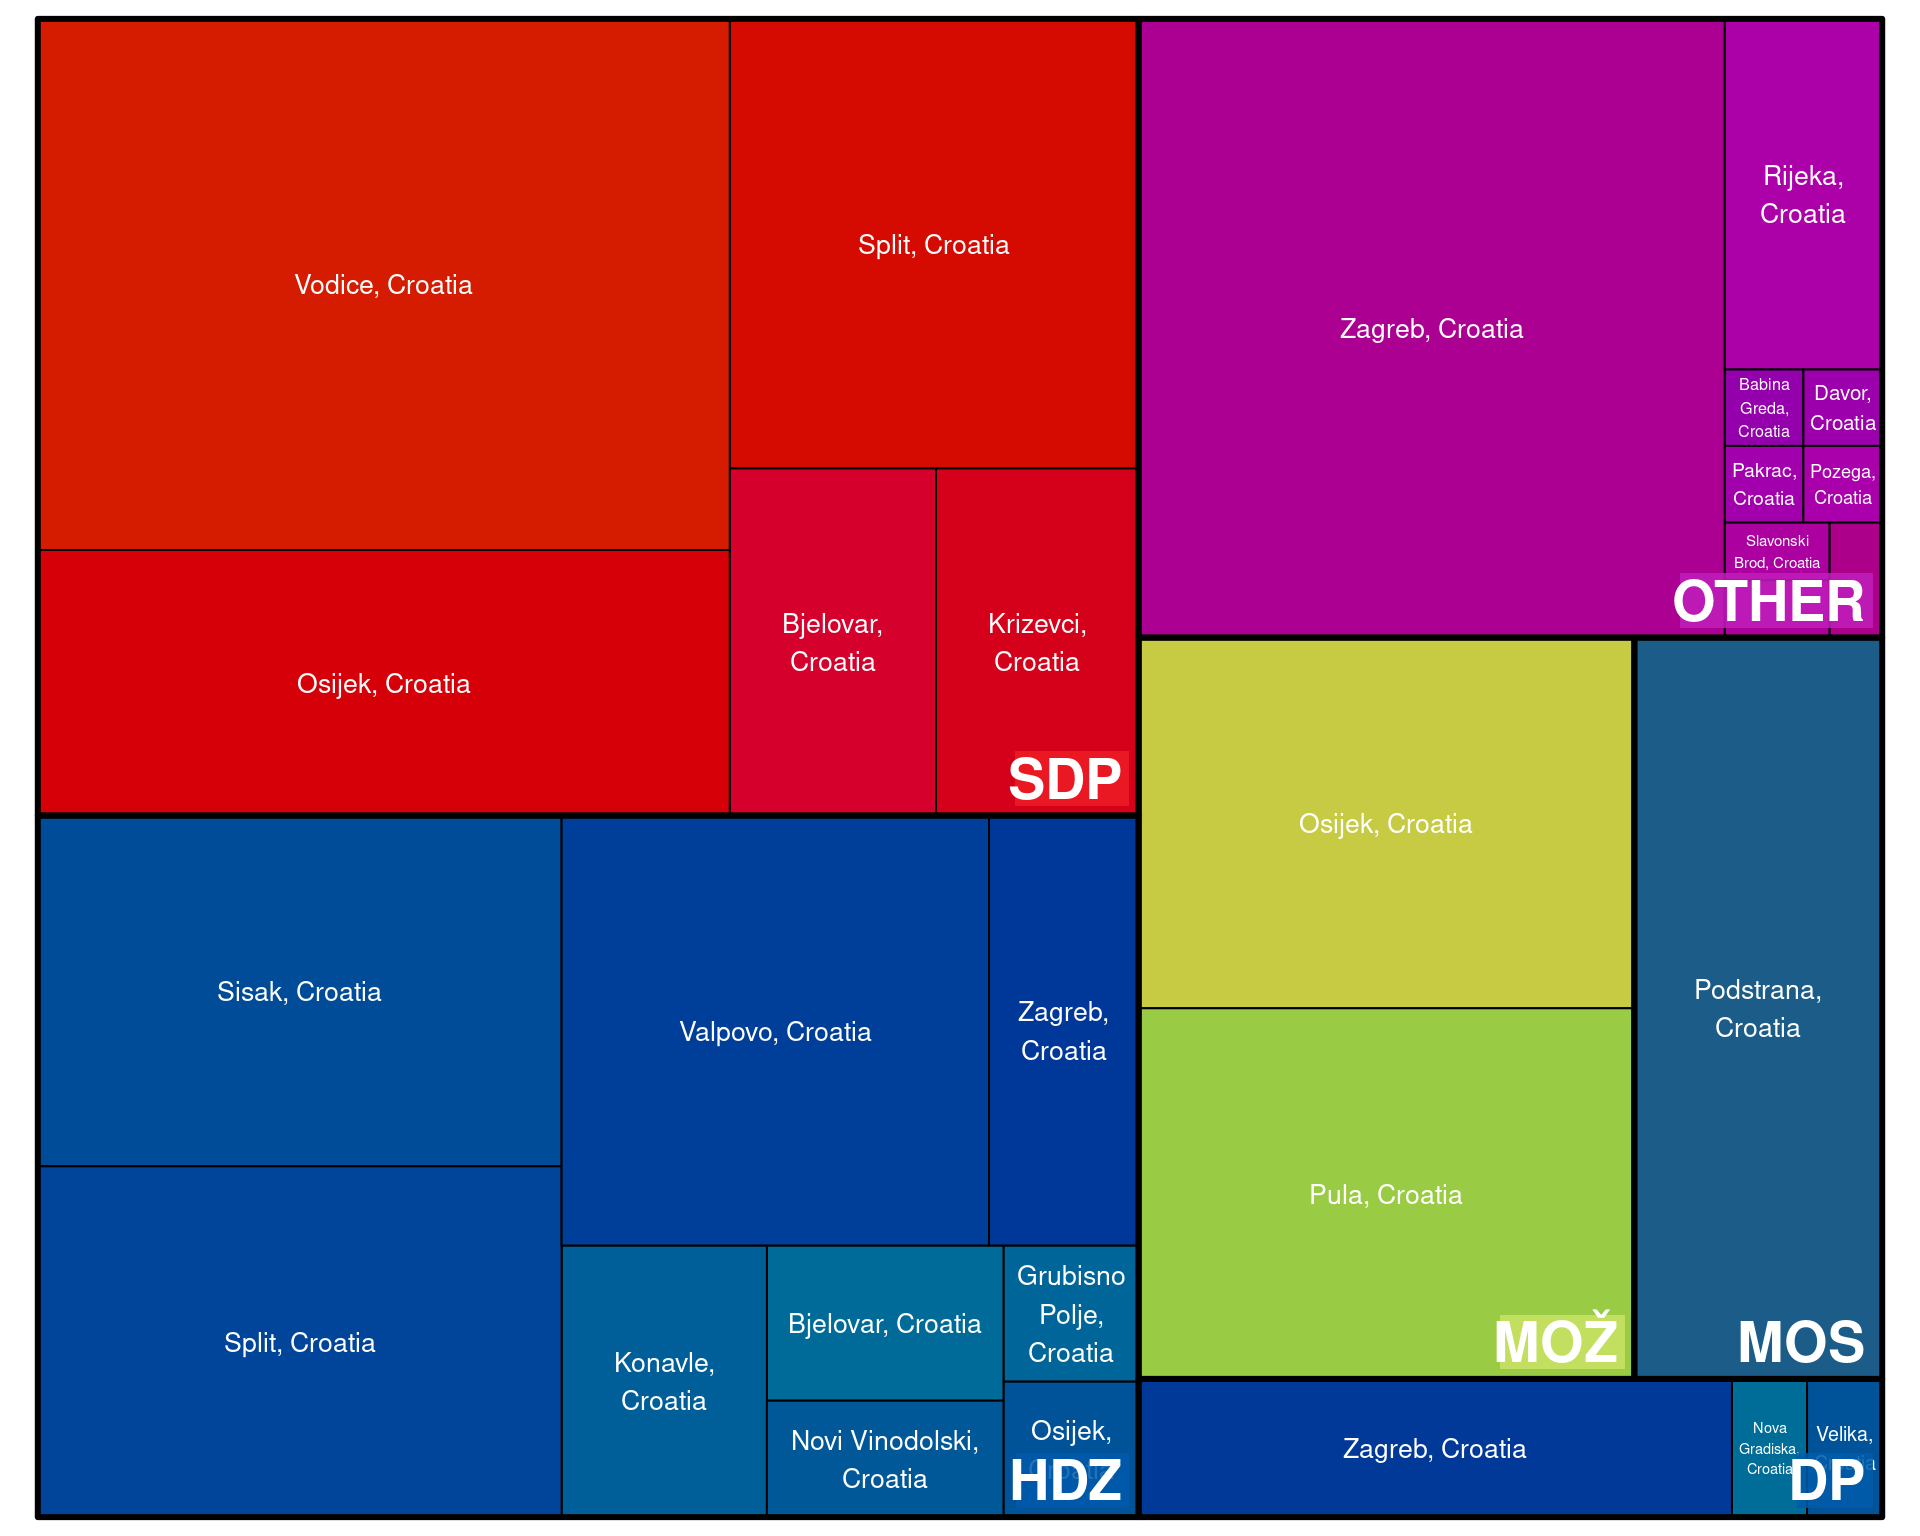 Vodice, Croatia
Split, Croatia
Osijek, Croatia
Bjelovar,
Croatia
Krizevci,
Croatia
SDP
Zagreb, Croatia
Rijeka,
Croatia
Babina
Greda,
Croatia
Davor,
Croatia
Pakrac,
Croatia
Pozega,
Croatia
Slavonski
Brod, Croatia
OTHER
Sisak, Croatia
Split, Croatia
Valpovo, Croatia
Zagreb,
Croatia
Konavle,
Croatia
Bjelovar, Croatia
Novi Vinodolski,
Croatia
Grubisno
Polje,
Croatia
Osijek,
Croatia
HDZ
Osijek, Croatia
Pula, Croatia
MOŽ
Podstrana,
Croatia
MOS
Zagreb, Croatia
Nova
Gradiska,
Croatia
Velika,
DP